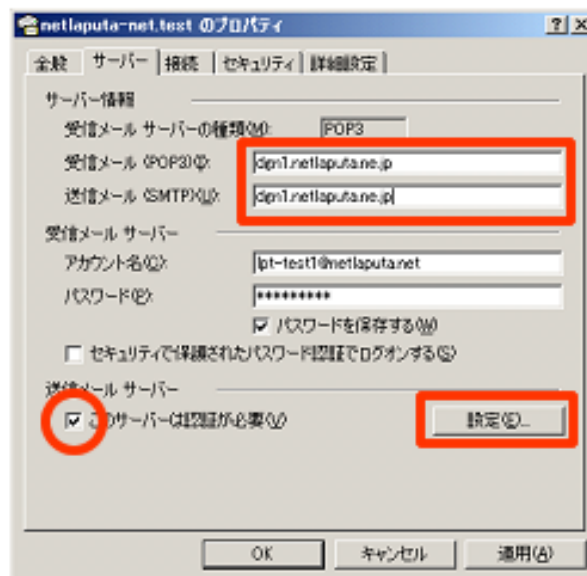 netlaputa-net.test のプロパティ
全般 サーバー 接続 セキュリティ 詳細設定
サーバー情報
受信メール サーバーの種類(M): POP3
受信メール (POP3)(I): dgn1.netlaputa.ne.jp
送信メール (SMTP)(U): dgn1.netlaputa.ne.jp
受信メール サーバー
アカウント名(C): lpt-test1@netlaputa.net
パスワード(P): *********
パスワードを保存する(W)
セキュリティで保護されたパスワード認証でログオンする(S)
送信メール サーバー
このサーバーは認証が必要(V) 設定(E)...
OK キャンセル 適用(A)